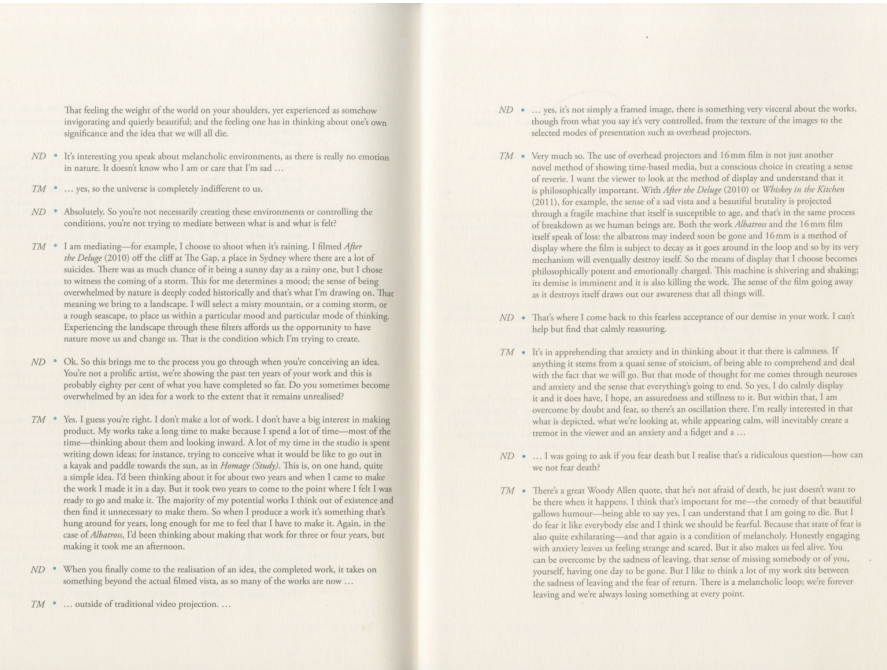 That feeling the weight of the world on your shoulders, yet experienced as somehow
invigorating and quietly beautiful; and the feeling one has in thinking about one's own
significance and the idea that we will all die.
ND • It's interesting you speak about melancholic environments, as there is really no emotion
in nature. It doesn't know who I am or care that I'm sad …
TM • … yes, so the universe is completely indifferent to us.
ND • Absolutely. So you're not necessarily creating these environments or controlling the
conditions, you're not trying to mediate between what is and what is felt?
TM • I am mediating—for example, I choose to shoot when it's raining. I filmed After
the Deluge (2010) off the cliff at The Gap, a place in Sydney where there are a lot of
suicides. There was as much chance of it being a sunny day as a rainy one, but I chose
to witness the coming of a storm. This for me determines a mood; the sense of being
overwhelmed by nature is deeply coded historically and that's what I'm drawing on. That
meaning we bring to a landscape. I will select a misty mountain, or a coming storm, or
a rough seascape, to place us within a particular mood and particular mode of thinking.
Experiencing the landscape through these filters affords us the opportunity to have
nature move us and change us. That is the condition which I'm trying to create.
ND • Ok. So this brings me to the process you go through when you're conceiving an idea.
You're not a prolific artist, we're showing the past ten years of your work and this is
probably eighty per cent of what you have completed so far. Do you sometimes become
overwhelmed by an idea for a work to the extent that it remains unrealised?
TM • Yes. I guess you're right. I don't make a lot of work. I don't have a big interest in making
product. My works take a long time to make because I spend a lot of time—most of the
time—thinking about them and looking inward. A lot of my time in the studio is spent
writing down ideas; for instance, trying to conceive what it would be like to go out in
a kayak and paddle towards the sun, as in Homage (Study). This is, on one hand, quite
a simple idea. I'd been thinking about it for about two years and when I came to make
the work I made it in a day. But it took two years to come to the point where I felt I was
ready to go and make it. The majority of my potential works I think out of existence and
then find it unnecessary to make them. So when I produce a work it's something that's
hung around for years, long enough for me to feel that I have to make it. Again, in the
case of Albatross, I'd been thinking about making that work for three or four years, but
making it took me an afternoon.
ND • When you finally come to the realisation of an idea, the completed work, it takes on
something beyond the actual filmed vista, as so many of the works are now …
TM • … outside of traditional video projection. …
ND • … yes, it's not simply a framed image, there is something very visceral about the works,
though from what you say it's very controlled, from the texture of the images to the
selected modes of presentation such as overhead projectors.
TM • Very much so. The use of overhead projectors and 16mm film is not just another
novel method of showing time-based media, but a conscious choice in creating a sense
of reverie. I want the viewer to look at the method of display and understand that it
is philosophically important. With After the Deluge (2010) or Whiskey in the Kitchen
(2011), for example, the sense of a sad vista and a beautiful brutality is projected
through a fragile machine that itself is susceptible to age, and that's in the same process
of breakdown as we human beings are. Both the work Albatross and the 16mm film
itself speak of loss: the albatross may indeed soon be gone and 16mm is a method of
display where the film is subject to decay as it goes around in the loop and so by its very
mechanism will eventually destroy itself. So the means of display that I choose becomes
philosophically potent and emotionally charged. This machine is shivering and shaking;
its demise is imminent and it is also killing the work. The sense of the film going away
as it destroys itself draws out our awareness that all things will.
ND • That's where I come back to this fearless acceptance of our demise in your work. I can't
help but find that calmly reassuring.
TM • It's in apprehending that anxiety and in thinking about it that there is calmness. If
anything it stems from a quasi sense of stoicism, of being able to comprehend and deal
with the fact that we will go. But that mode of thought for me comes through neuroses
and anxiety and the sense that everything's going to end. So yes, I do calmly display
it and it does have, I hope, an assuredness and stillness to it. But within that, I am
overcome by doubt and fear, so there's an oscillation there. I'm really interested in that
what is depicted, what we're looking at, while appearing calm, will inevitably create a
tremor in the viewer and an anxiety and a fidget and a …
ND • … I was going to ask if you fear death but I realise that's a ridiculous question—how can
we not fear death?
TM • There's a great Woody Allen quote, that he's not afraid of death, he just doesn't want to
be there when it happens. I think that's important for me—the comedy of that beautiful
gallows humour—being able to say yes, I can understand that I am going to die. But I
do fear it like everybody else and I think we should be fearful. Because that state of fear is
also quite exhilarating—and that again is a condition of melancholy. Honestly engaging
with anxiety leaves us feeling strange and scared. But it also makes us feel alive. You
can be overcome by the sadness of leaving, that sense of missing somebody or of you,
yourself, having one day to be gone. But I like to think a lot of my work sits between
the sadness of leaving and the fear of return. There is a melancholic loop; we're forever
leaving and we're always losing something at every point.